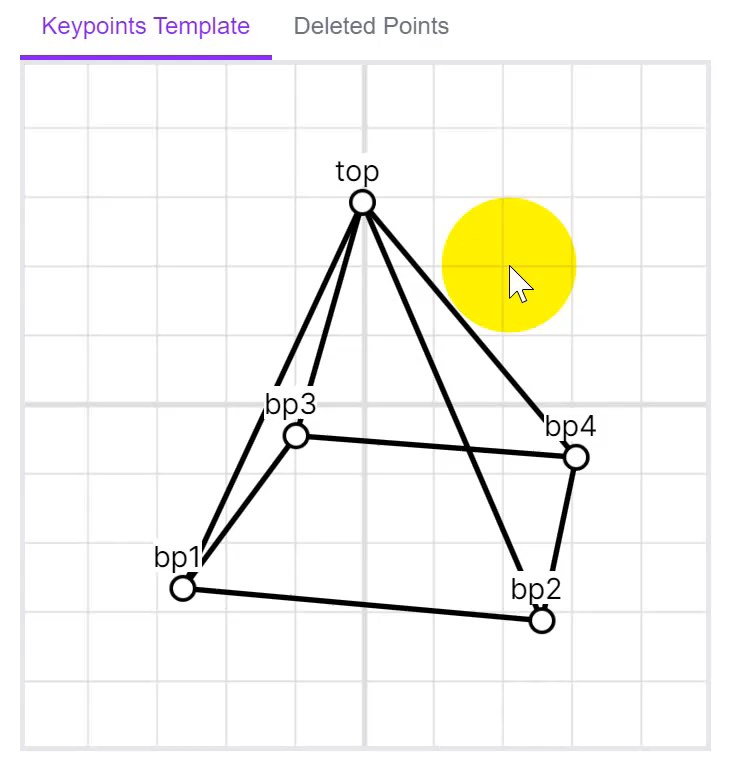 Keypoints Template
Deleted Points
top
bp3
bp4
bp1
bp2